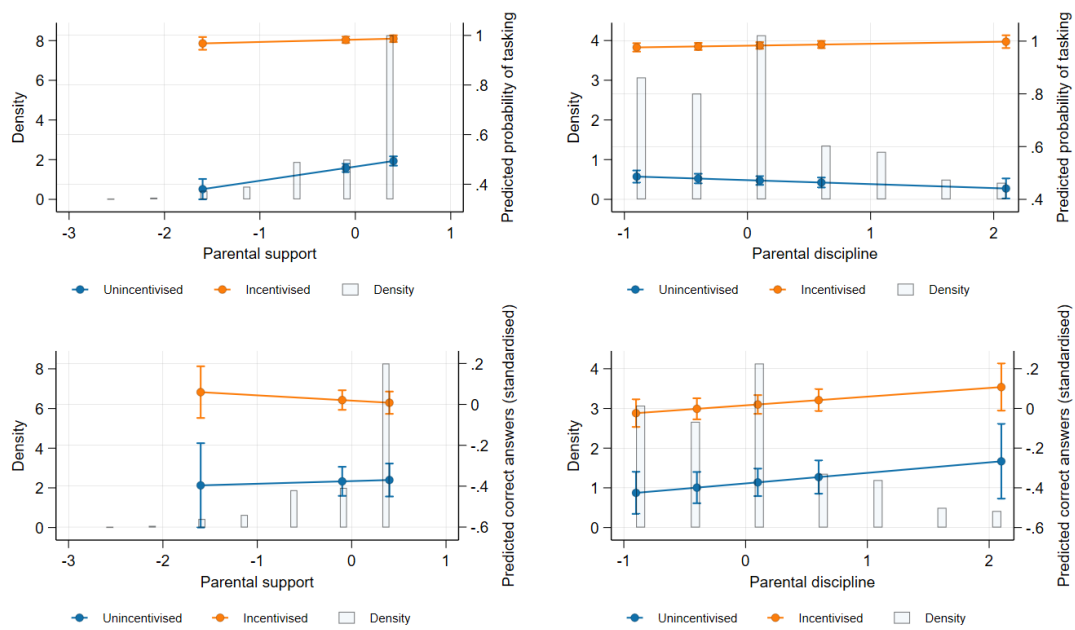 Density
8
6
4
2
0
1
.8
.6
.4
Predicted probability of tasking
-3
-2
-1
0
1
Parental support
Unincentivised
Incentivised
Density
Density
4
3
2
1
0
1
.8
.6
.4
Predicted probability of tasking
-1
0
1
2
Parental discipline
Unincentivised
Incentivised
Density
Density
8
6
4
2
0
.2
0
-.2
-.4
-.6
Predicted correct answers (standardised)
-3
-2
-1
0
1
Parental support
Unincentivised
Incentivised
Density
Density
4
3
2
1
0
.2
0
-.2
-.4
-.6
Predicted correct answers (standardised)
-1
0
1
2
Parental discipline
Unincentivised
Incentivised
Density